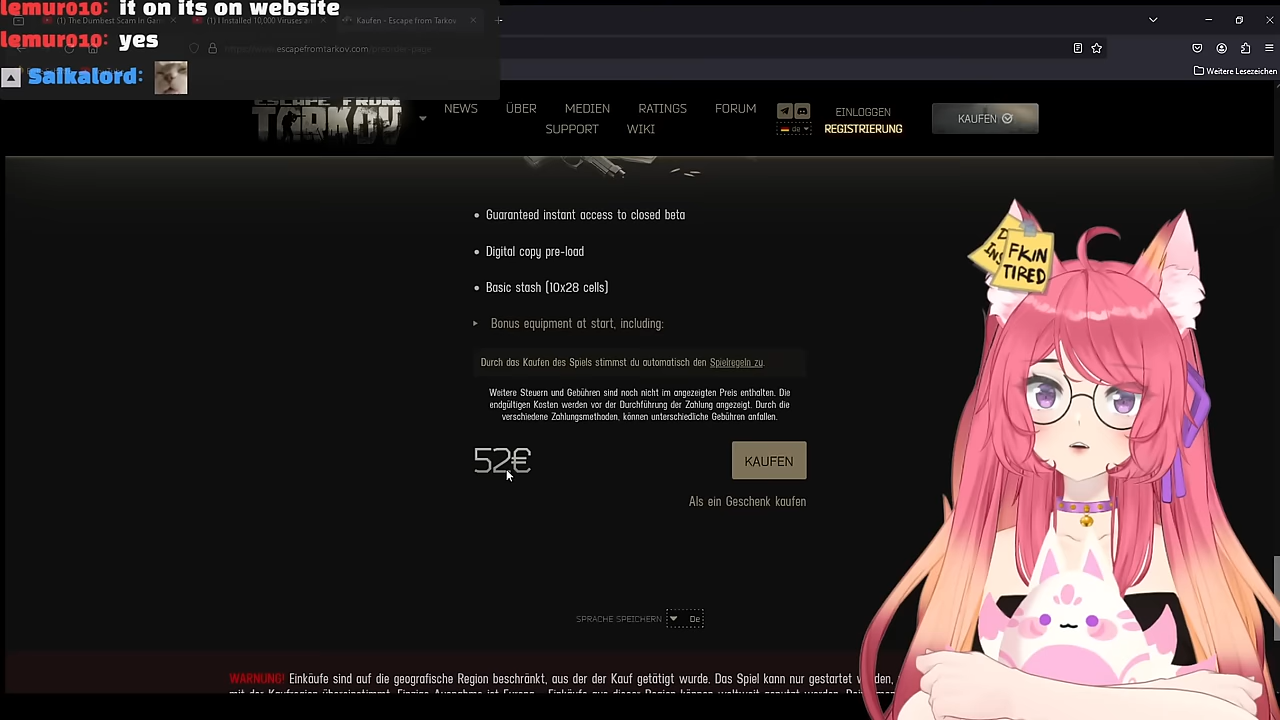 lemuro10: it on its on website
lemuro10: yes
Saikalord:
(1) The Dumbest Scam In Gam
(1) I Installed 10,000 Viruses an
Kaufen - Escape from Tarkov
escapefromtarkov.com/preorder-page
Weitere Lesezeichen
ESCAPE FROM TARKOV
NEWS ÜBER MEDIEN RATINGS FORUM
SUPPORT WIKI
de
EINLOGGEN
REGISTRIERUNG
KAUFEN
Guaranteed instant access to closed beta
Digital copy pre-load
Basic stash (10x28 cells)
Bonus equipment at start, including:
Durch das Kaufen des Spiels stimmst du automatisch den Spielregeln zu.
Weitere Steuern und Gebühren sind noch nicht im angezeigten Preis enthalten. Die
endgültigen Kosten werden vor der Durchführung der Zahlung angezeigt. Durch die
verschiedene Zahlungsmethoden, können unterschiedliche Gebühren anfallen.
52€
KAUFEN
Als ein Geschenk kaufen
SPRACHE SPEICHERN De
WARNUNG! Einkäufe sind auf die geografische Region beschränkt, aus der der Kauf getätigt wurde. Das Spiel kann nur gestartet
FKIN
TIRED